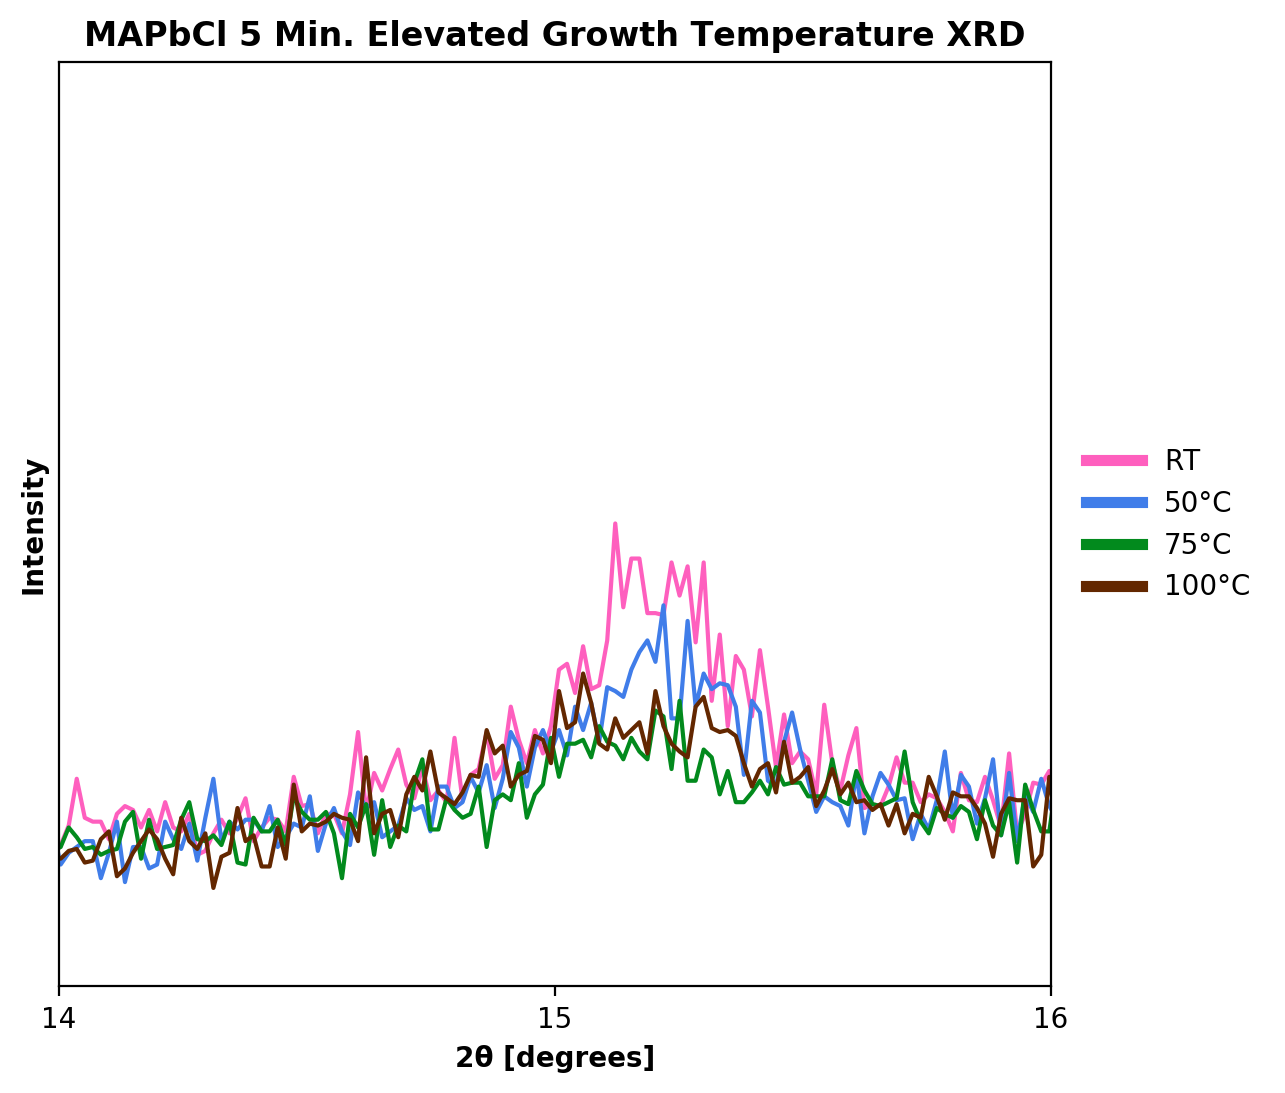 MAPbCl 5 Min. Elevated Growth Temperature XRD
Intensity
RT
50°C
75°C
100°C
14
15
16
2θ [degrees]